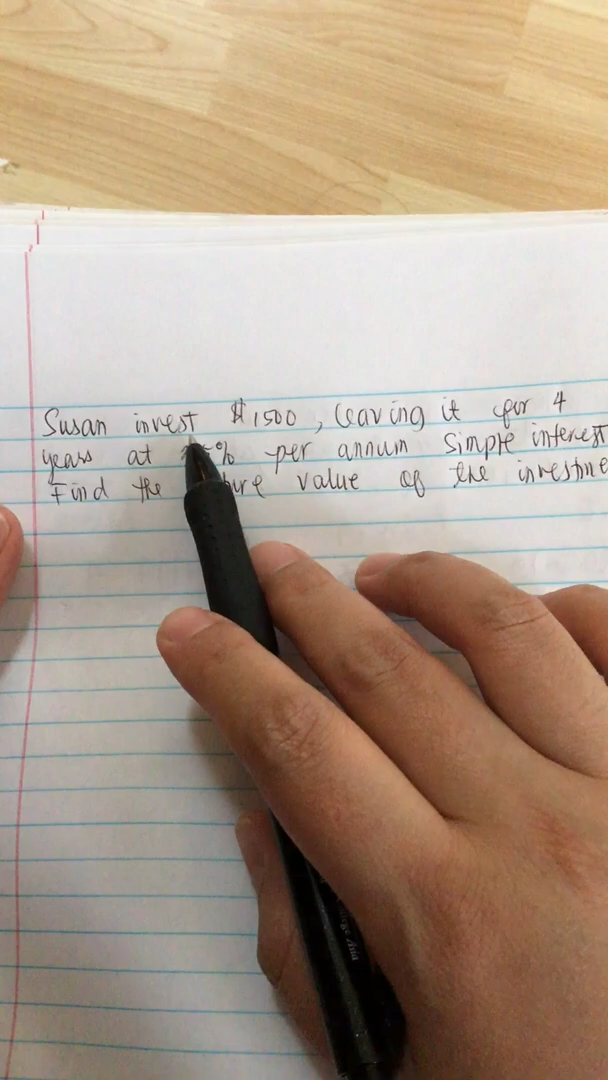 Susan invest $1500, leaving it for 4
years at % per annum simple interest
Find the value of the investme